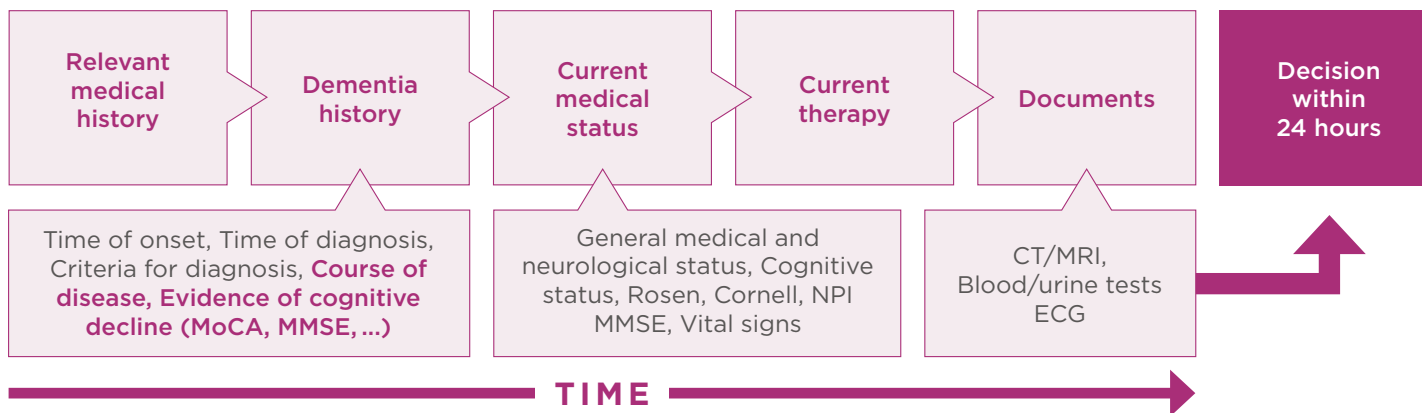 Relevant
medical
history
Dementia
history
Current
medical
status
Current
therapy
Documents
Decision
within
24 hours
Time of onset, Time of diagnosis,
Criteria for diagnosis, Course of
disease, Evidence of cognitive
decline (MoCA, MMSE, ...)
General medical and
neurological status, Cognitive
status, Rosen, Cornell, NPI
MMSE, Vital signs
CT/MRI,
Blood/urine tests
ECG
TIME